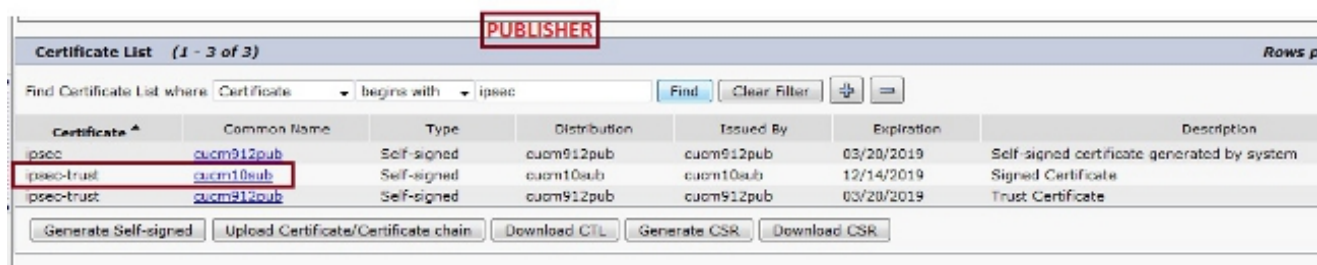 PUBLISHER
Certificate List (1 - 3 of 3) Rows p
Find Certificate List where Certificate begins with ipsec Find Clear Filter
Certificate Common Name Type Distribution Issued By Expiration Description
ipsec cucm912pub Self-signed cucm912pub cucm912pub 03/20/2019 Self-signed certificate generated by system
ipsec-trust cucm10sub Self-signed cucm10sub cucm10sub 12/14/2019 Signed Certificate
ipsec-trust cucm912pub Self-signed cucm912pub cucm912pub 03/20/2019 Trust Certificate
Generate Self-signed Upload Certificate/Certificate chain Download CTL Generate CSR Download CSR